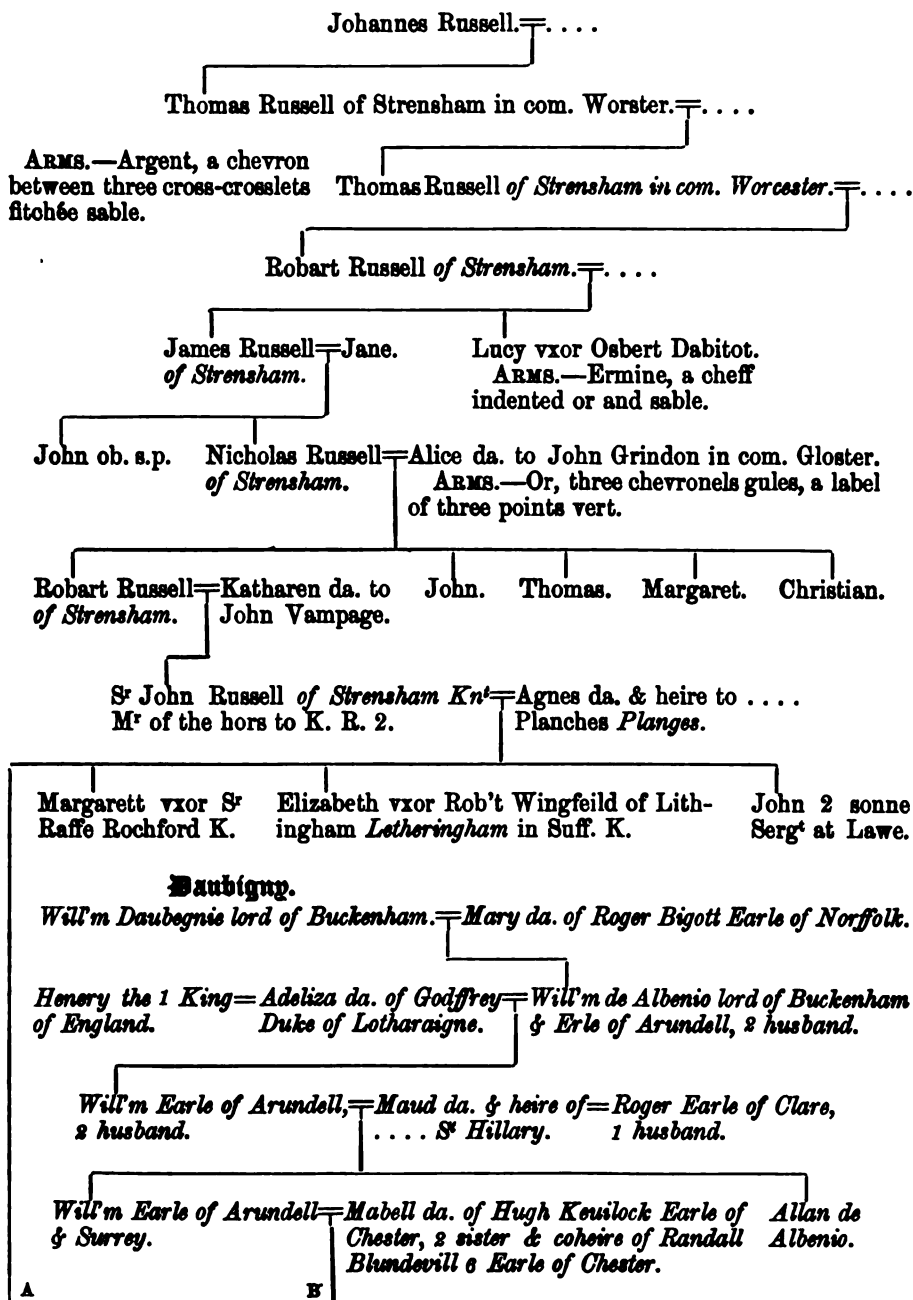 Johannes Russell.=. . . .
Thomas Russell of Strensham in com. Worster.=. . . .
ARMS.—Argent, a chevron
between three cross-crosslets
fitchée sable.
Thomas Russell of Strensham in com. Worcester.=. . . .
Robart Russell of Strensham.=. . . .
James Russell=Jane.
of Strensham.
Lucy vxor Osbert Dabitot.
ARMS.—Ermine, a cheff
indented or and sable.
John ob. s.p.
Nicholas Russell=Alice da. to John Grindon in com. Gloster.
of Strensham.
ARMS.—Or, three chevronels gules, a label
of three points vert.
Robart Russell=Katharen da. to
of Strensham. John Vampage.
John. Thomas. Margaret. Christian.
Sr John Russell of Strensham Knt=Agnes da. & heire to . . . .
Mr of the hors to K. R. 2. Planches Planges.
Margarett vxor Sr
Raffe Rochford K.
Elizabeth vxor Rob't Wingfeild of Lith-
ingham Letheringham in Suff. K.
John 2 sonne
Sergt at Lawe.
Daubigny.
Will'm Daubegnie lord of Buckenham.=Mary da. of Roger Bigott Earle of Norffolk.
Henery the 1 King=Adeliza da. of Godffrey=Will'm de Albenio lord of Buckenham
of England. Duke of Lotharaigne. & Erle of Arundell, 2 husband.
Will'm Earle of Arundell,=Maud da. & heire of=Roger Earle of Clare,
2 husband. . . . . St Hillary. 1 husband.
Will'm Earle of Arundell=Mabell da. of Hugh Keuilock Earle of
& Surrey. Chester, 2 sister & coheire of Randall
Blundevill 6 Earle of Chester.
Allan de
Albenio.
A B